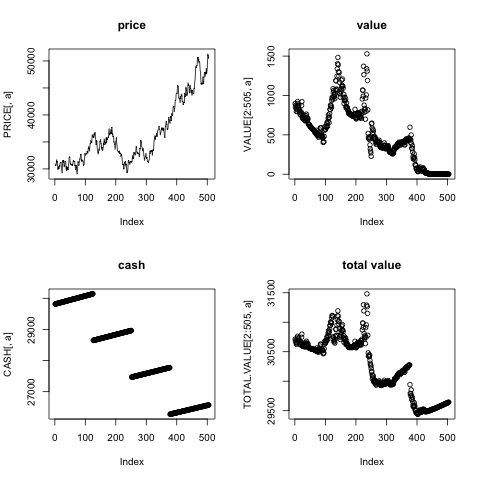 price
PRICE[, a]
50000
40000
30000
0 100 200 300 400 500
Index
value
VALUE[2:505, a]
1500
1000
500
0
0 100 200 300 400 500
Index
cash
CASH[, a]
29000
27000
0 100 200 300 400 500
Index
total value
TOTAL.VALUE[2:505, a]
31500
30500
29500
0 100 200 300 400 500
Index